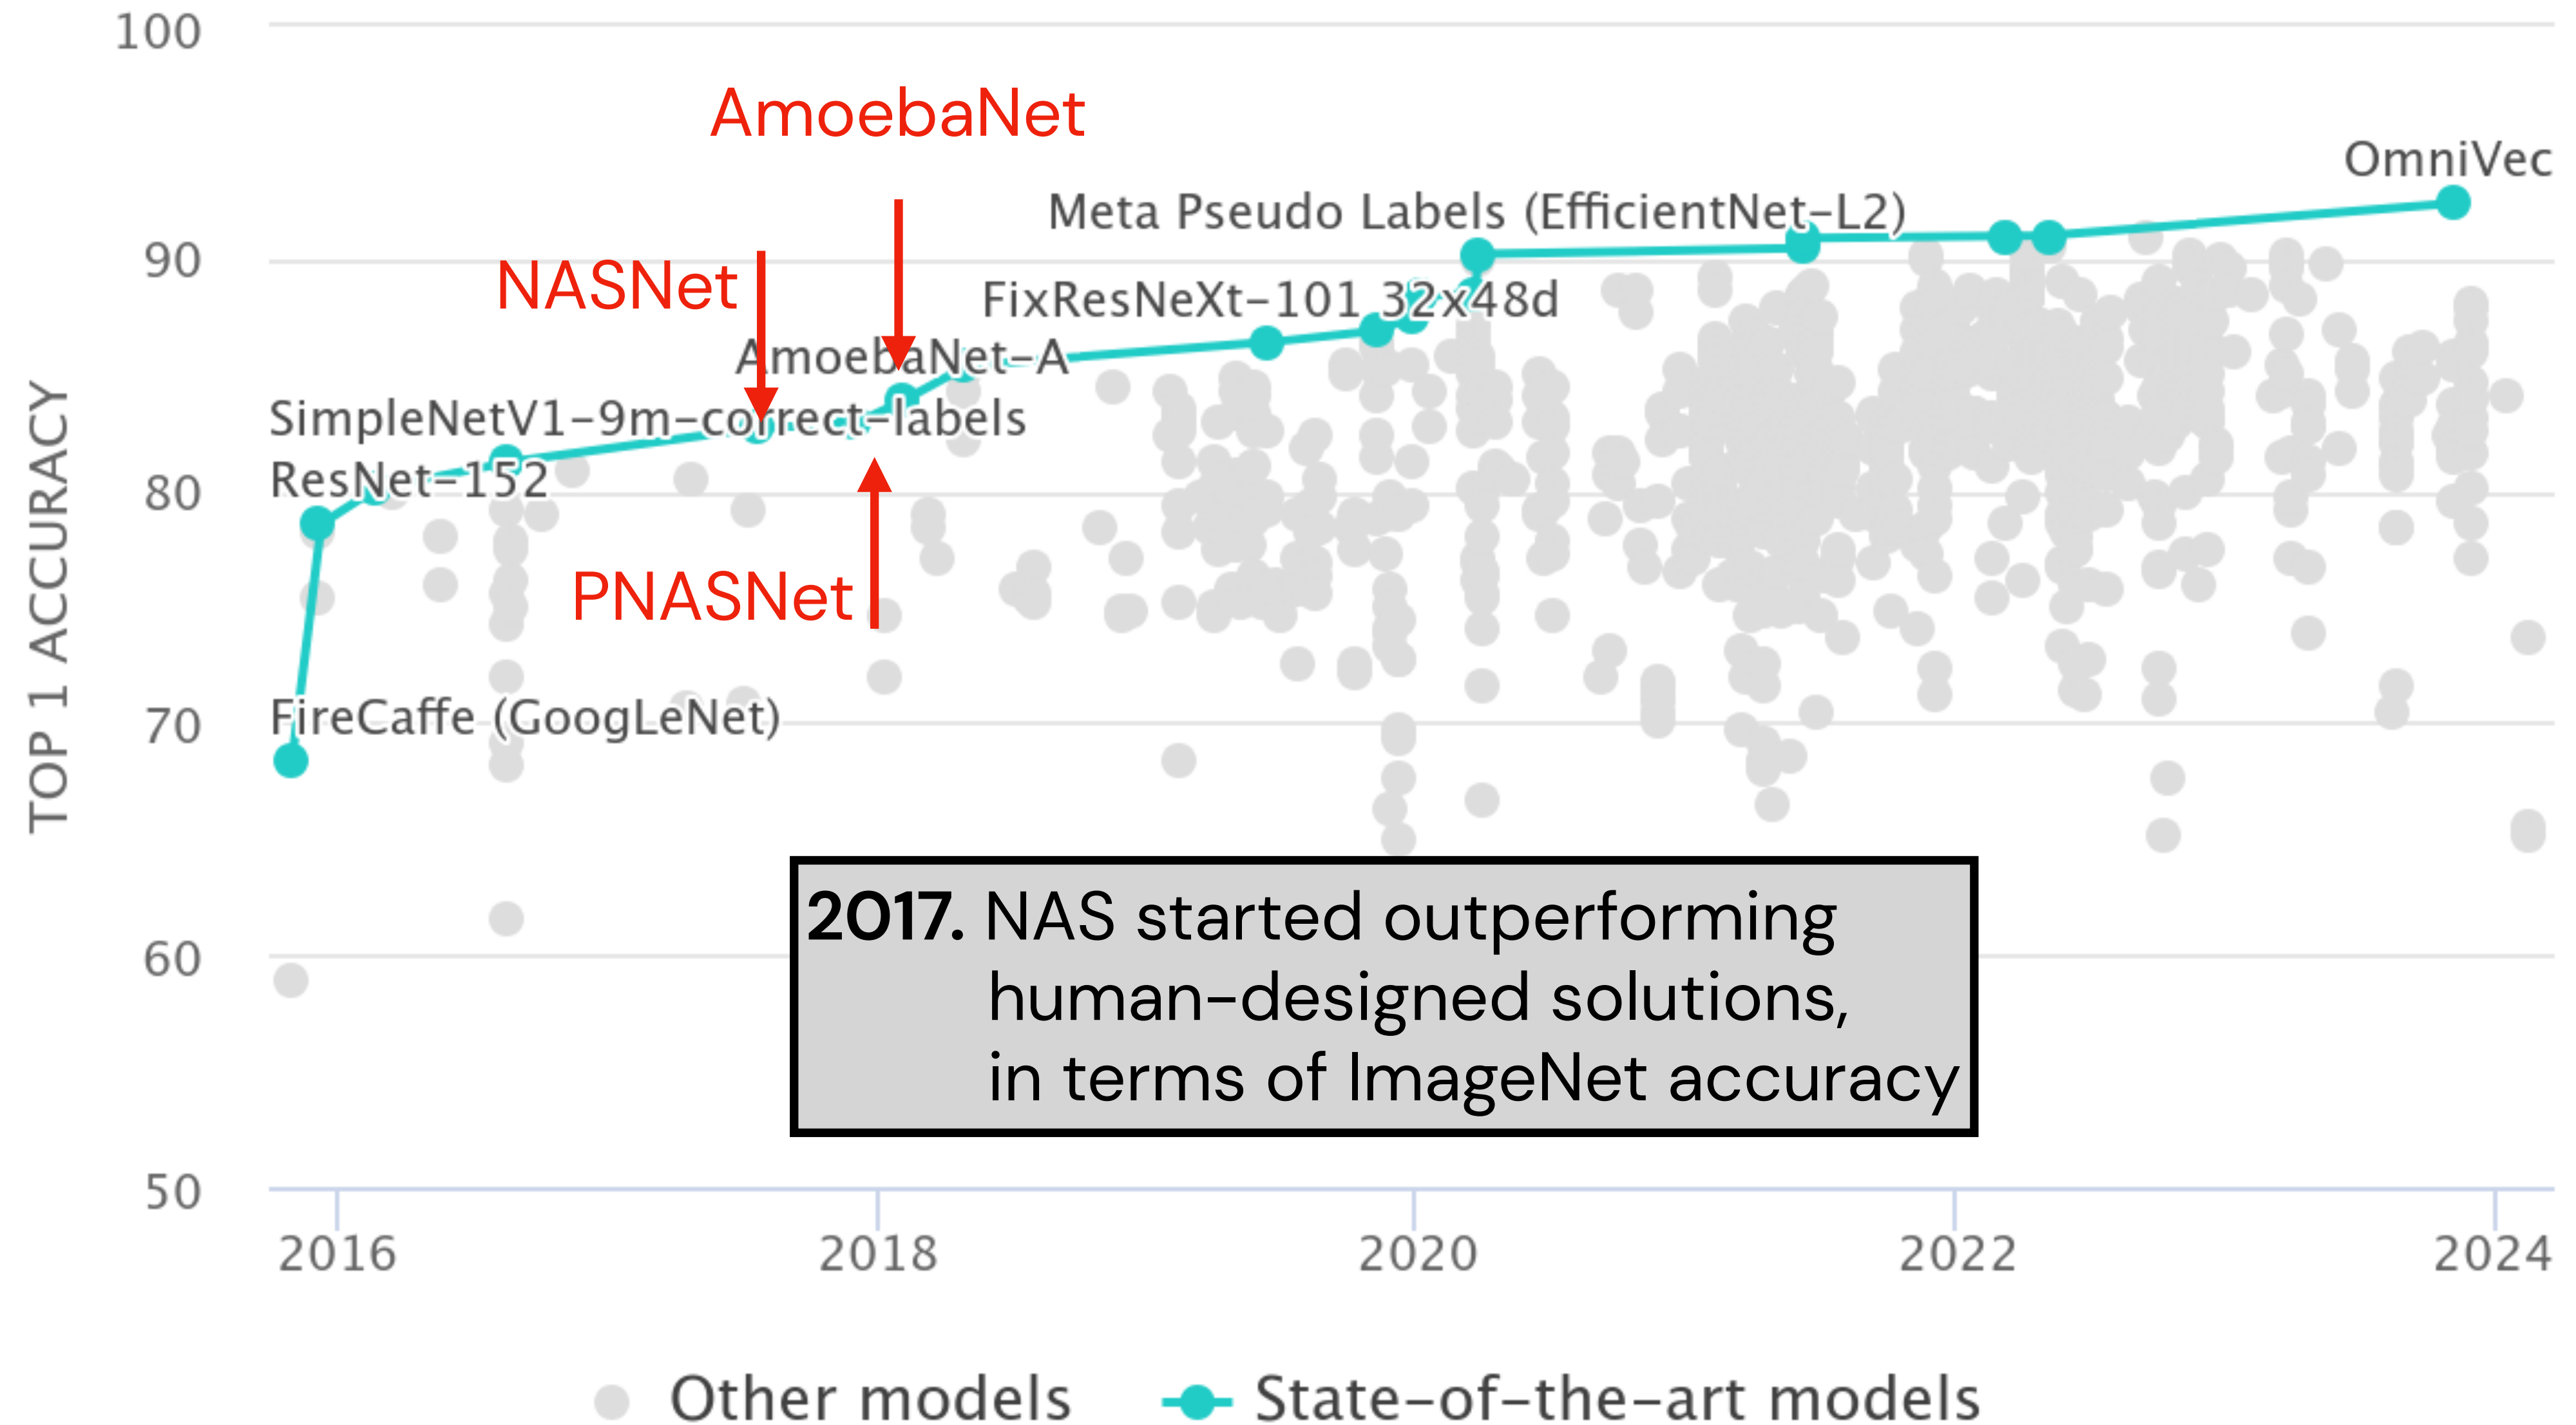 100
AmoebaNet
OmniVec
Meta Pseudo Labels (EfficientNet-L2)
90
NASNet
FixResNeXt-101 32x48d
AmoebaNet-A
SimpleNetV1-9m-correct-labels
ResNet-152
80
PNASNet
TOP 1 ACCURACY
FireCaffe (GoogLeNet)
70
2017. NAS started outperforming
human-designed solutions,
in terms of ImageNet accuracy
60
50
2016
2018
2020
2022
2024
Other models
State-of-the-art models